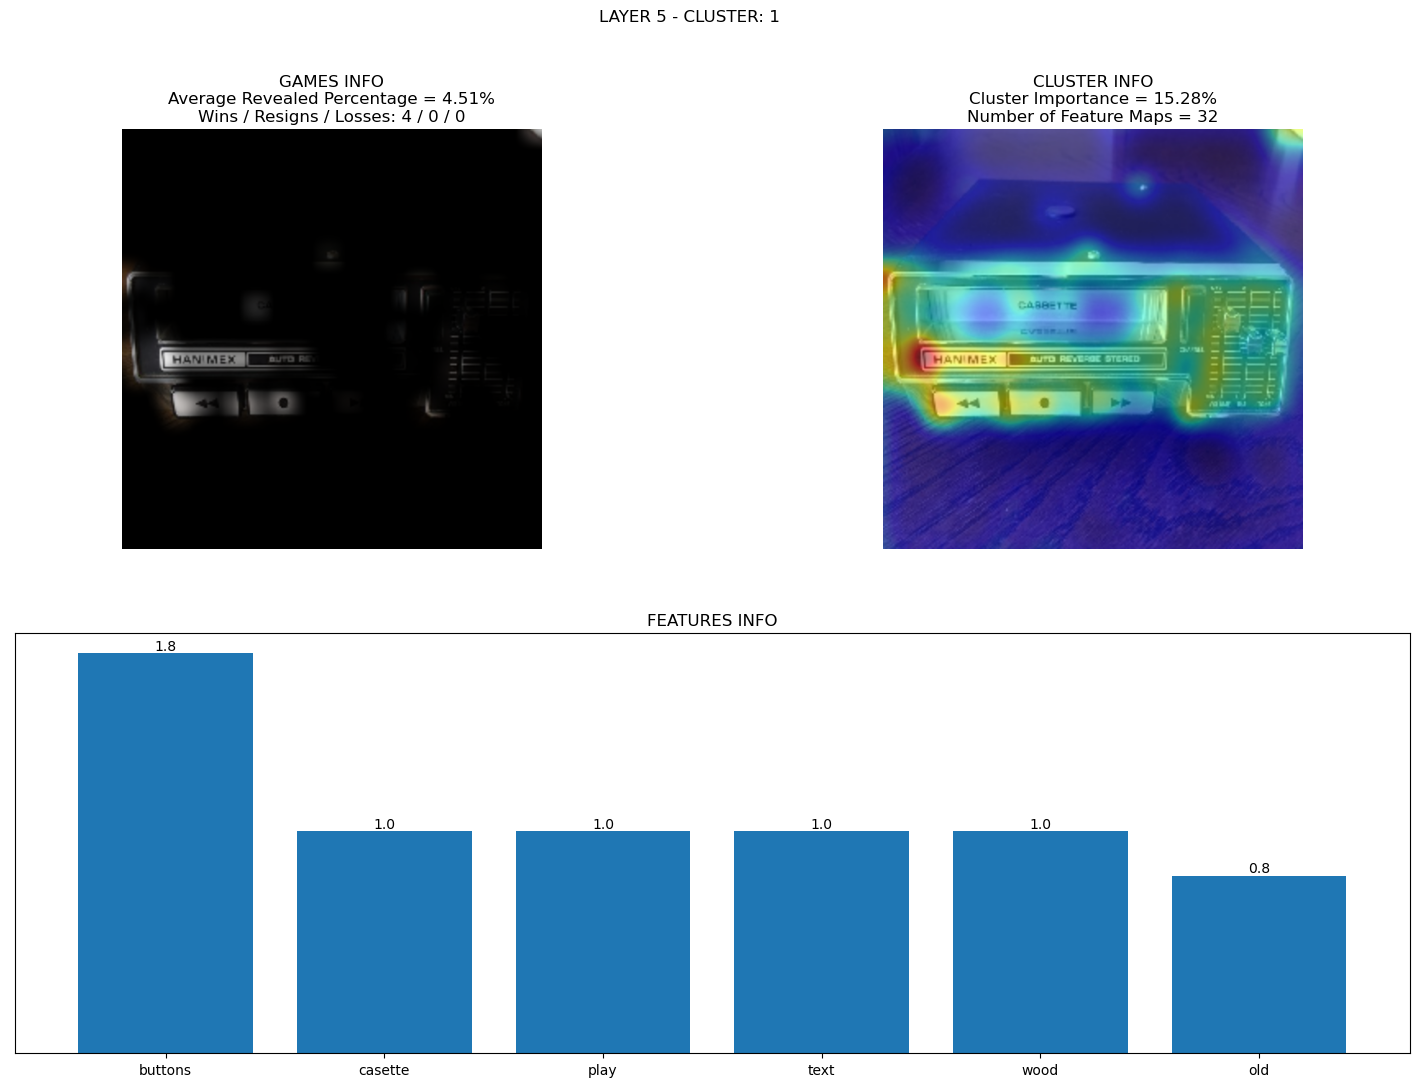 LAYER 5 - CLUSTER: 1
GAMES INFO
Average Revealed Percentage = 4.51%
Wins / Resigns / Losses: 4 / 0 / 0
HANIMEX AUTO REV
CLUSTER INFO
Cluster Importance = 15.28%
Number of Feature Maps = 32
CASSETTE
HANIMEX AUTO REVERSE STEREO
FEATURES INFO
1.8
1.0
1.0
1.0
1.0
0.8
buttons casette play text wood old